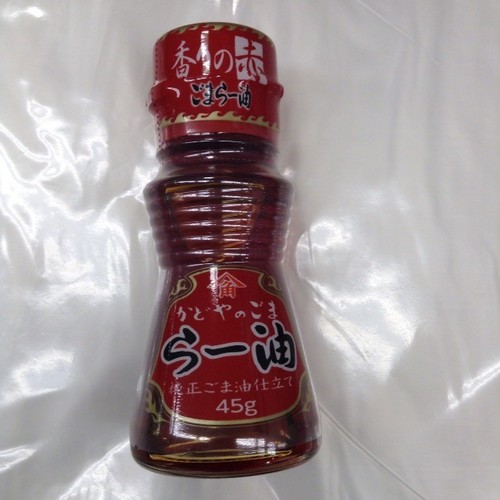 香りの赤
ごまらー油
角
かどやのごま
らー油
純正ごま油仕立て
45g